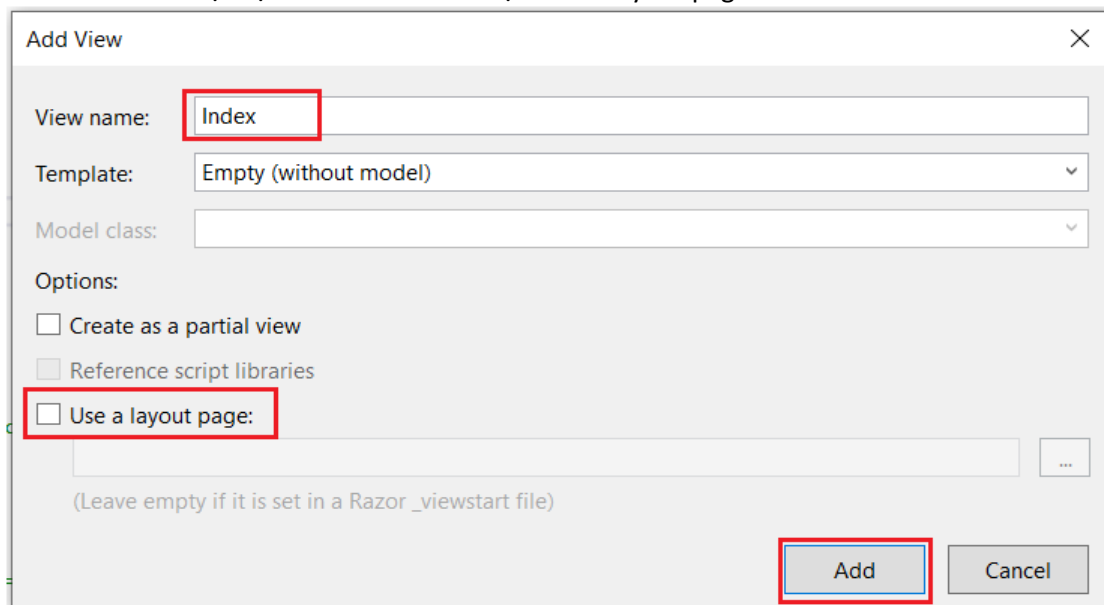 Add View
View name: Index
Template: Empty (without model)
Model class:
Options:
Create as a partial view
Reference script libraries
Use a layout page:
...
(Leave empty if it is set in a Razor _viewstart file)
Add Cancel